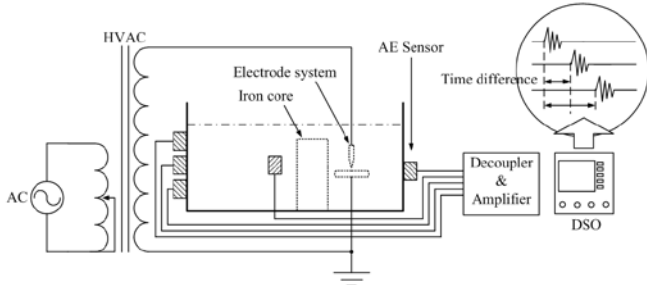 HVAC
AE Sensor
Electrode system
Iron core
Time difference
AC
Decoupler
&
Amplifier
DSO